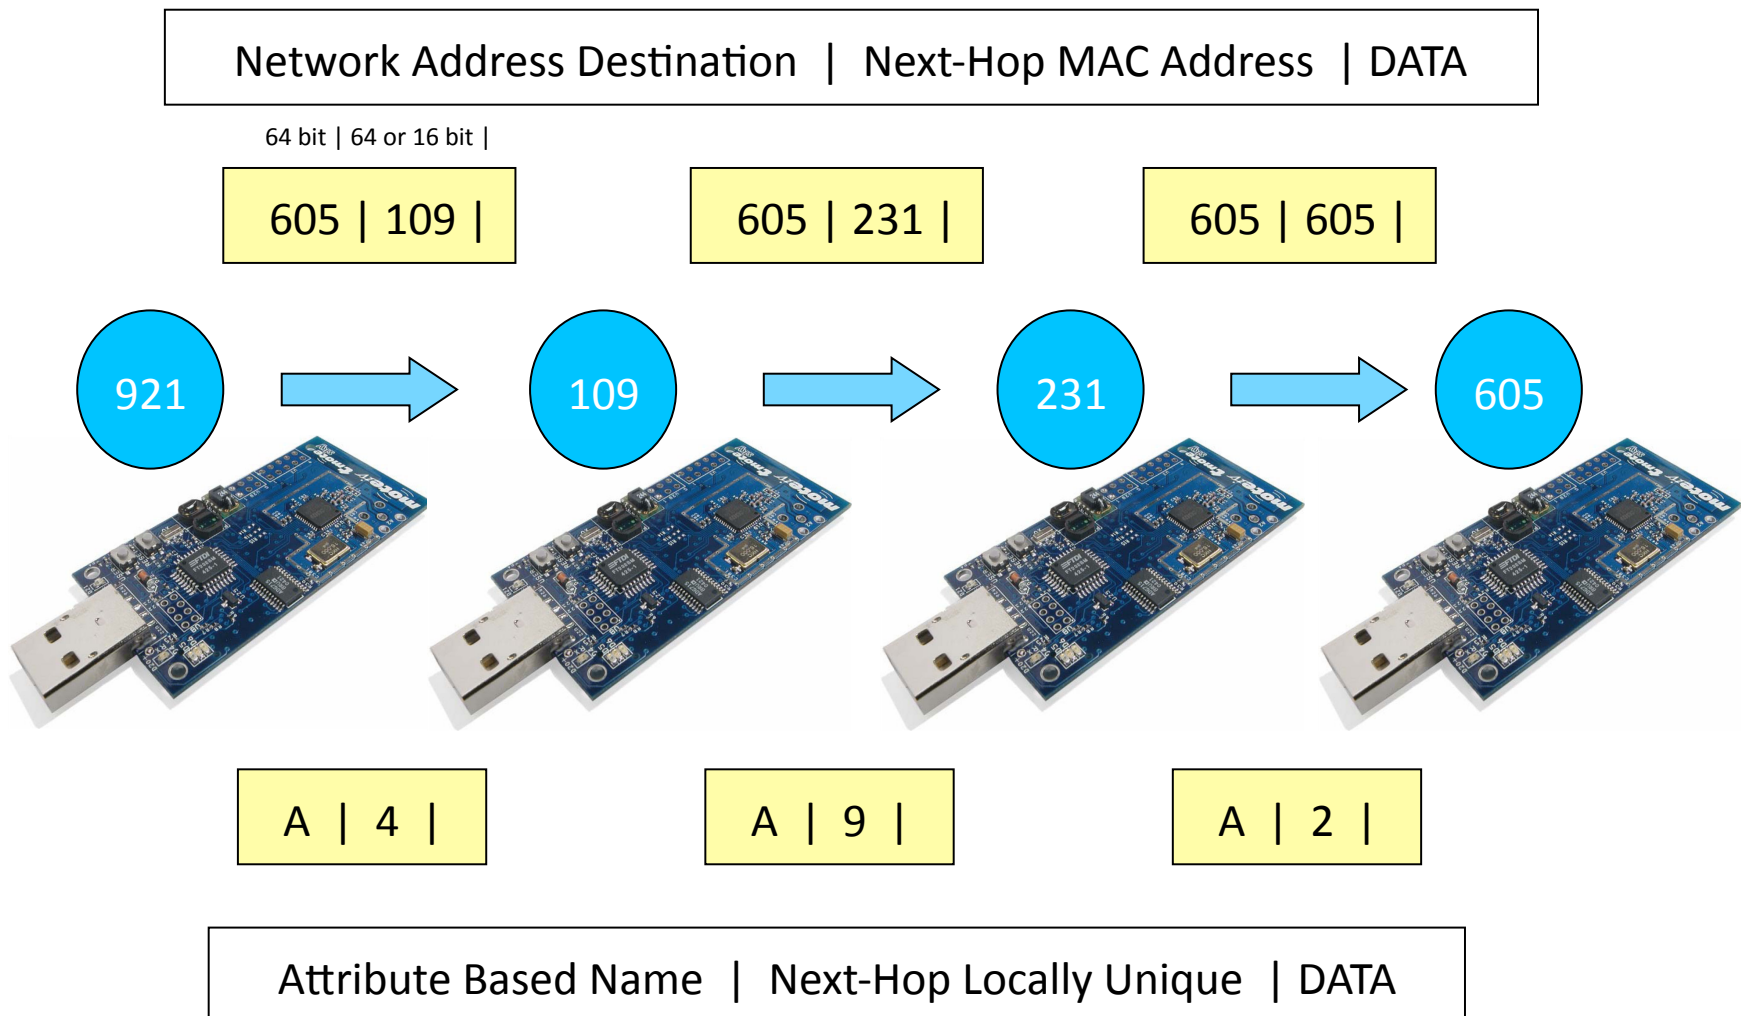 Network Address Destination | Next-Hop MAC Address | DATA
64 bit | 64 or 16 bit |
605 | 109 |
605 | 231 |
605 | 605 |
921
109
231
605
A | 4 |
A | 9 |
A | 2 |
Attribute Based Name | Next-Hop Locally Unique | DATA